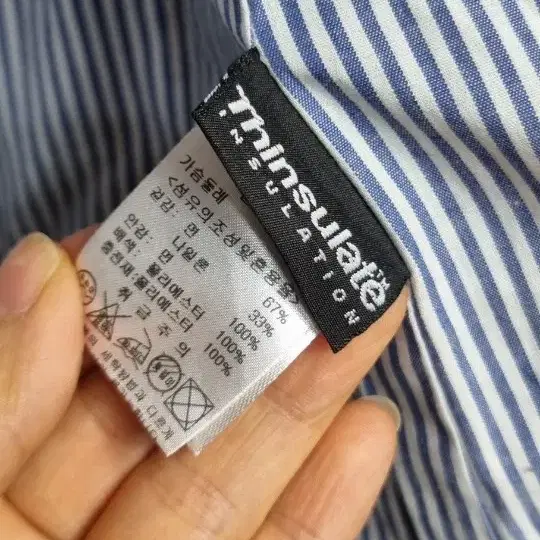 Thinsulate
INSULATION
가슴둘레
<섬유의 조성 및 혼용율>
겉감: 면 67%
나일론 33%
안감: 면 100%
배색: 폴리에스터 100%
충전재:폴리에스터 100%
취 급 주 의